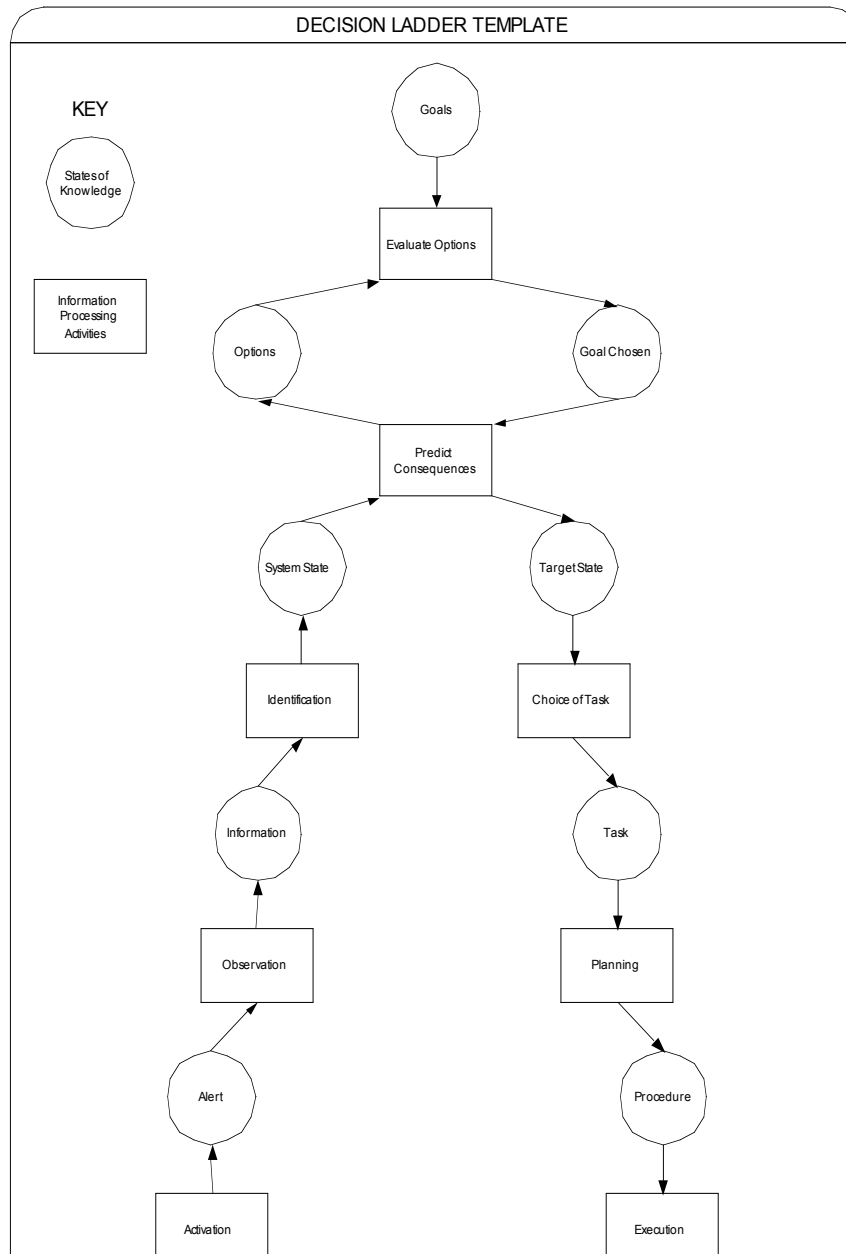 DECISION LADDER TEMPLATE
KEY
States of
Knowledge
Information
Processing
Activities
Goals
Evaluate Options
Options
Goal Chosen
Predict
Consequences
System State
Target State
Identification
Choice of Task
Information
Task
Observation
Planning
Alert
Procedure
Activation
Execution